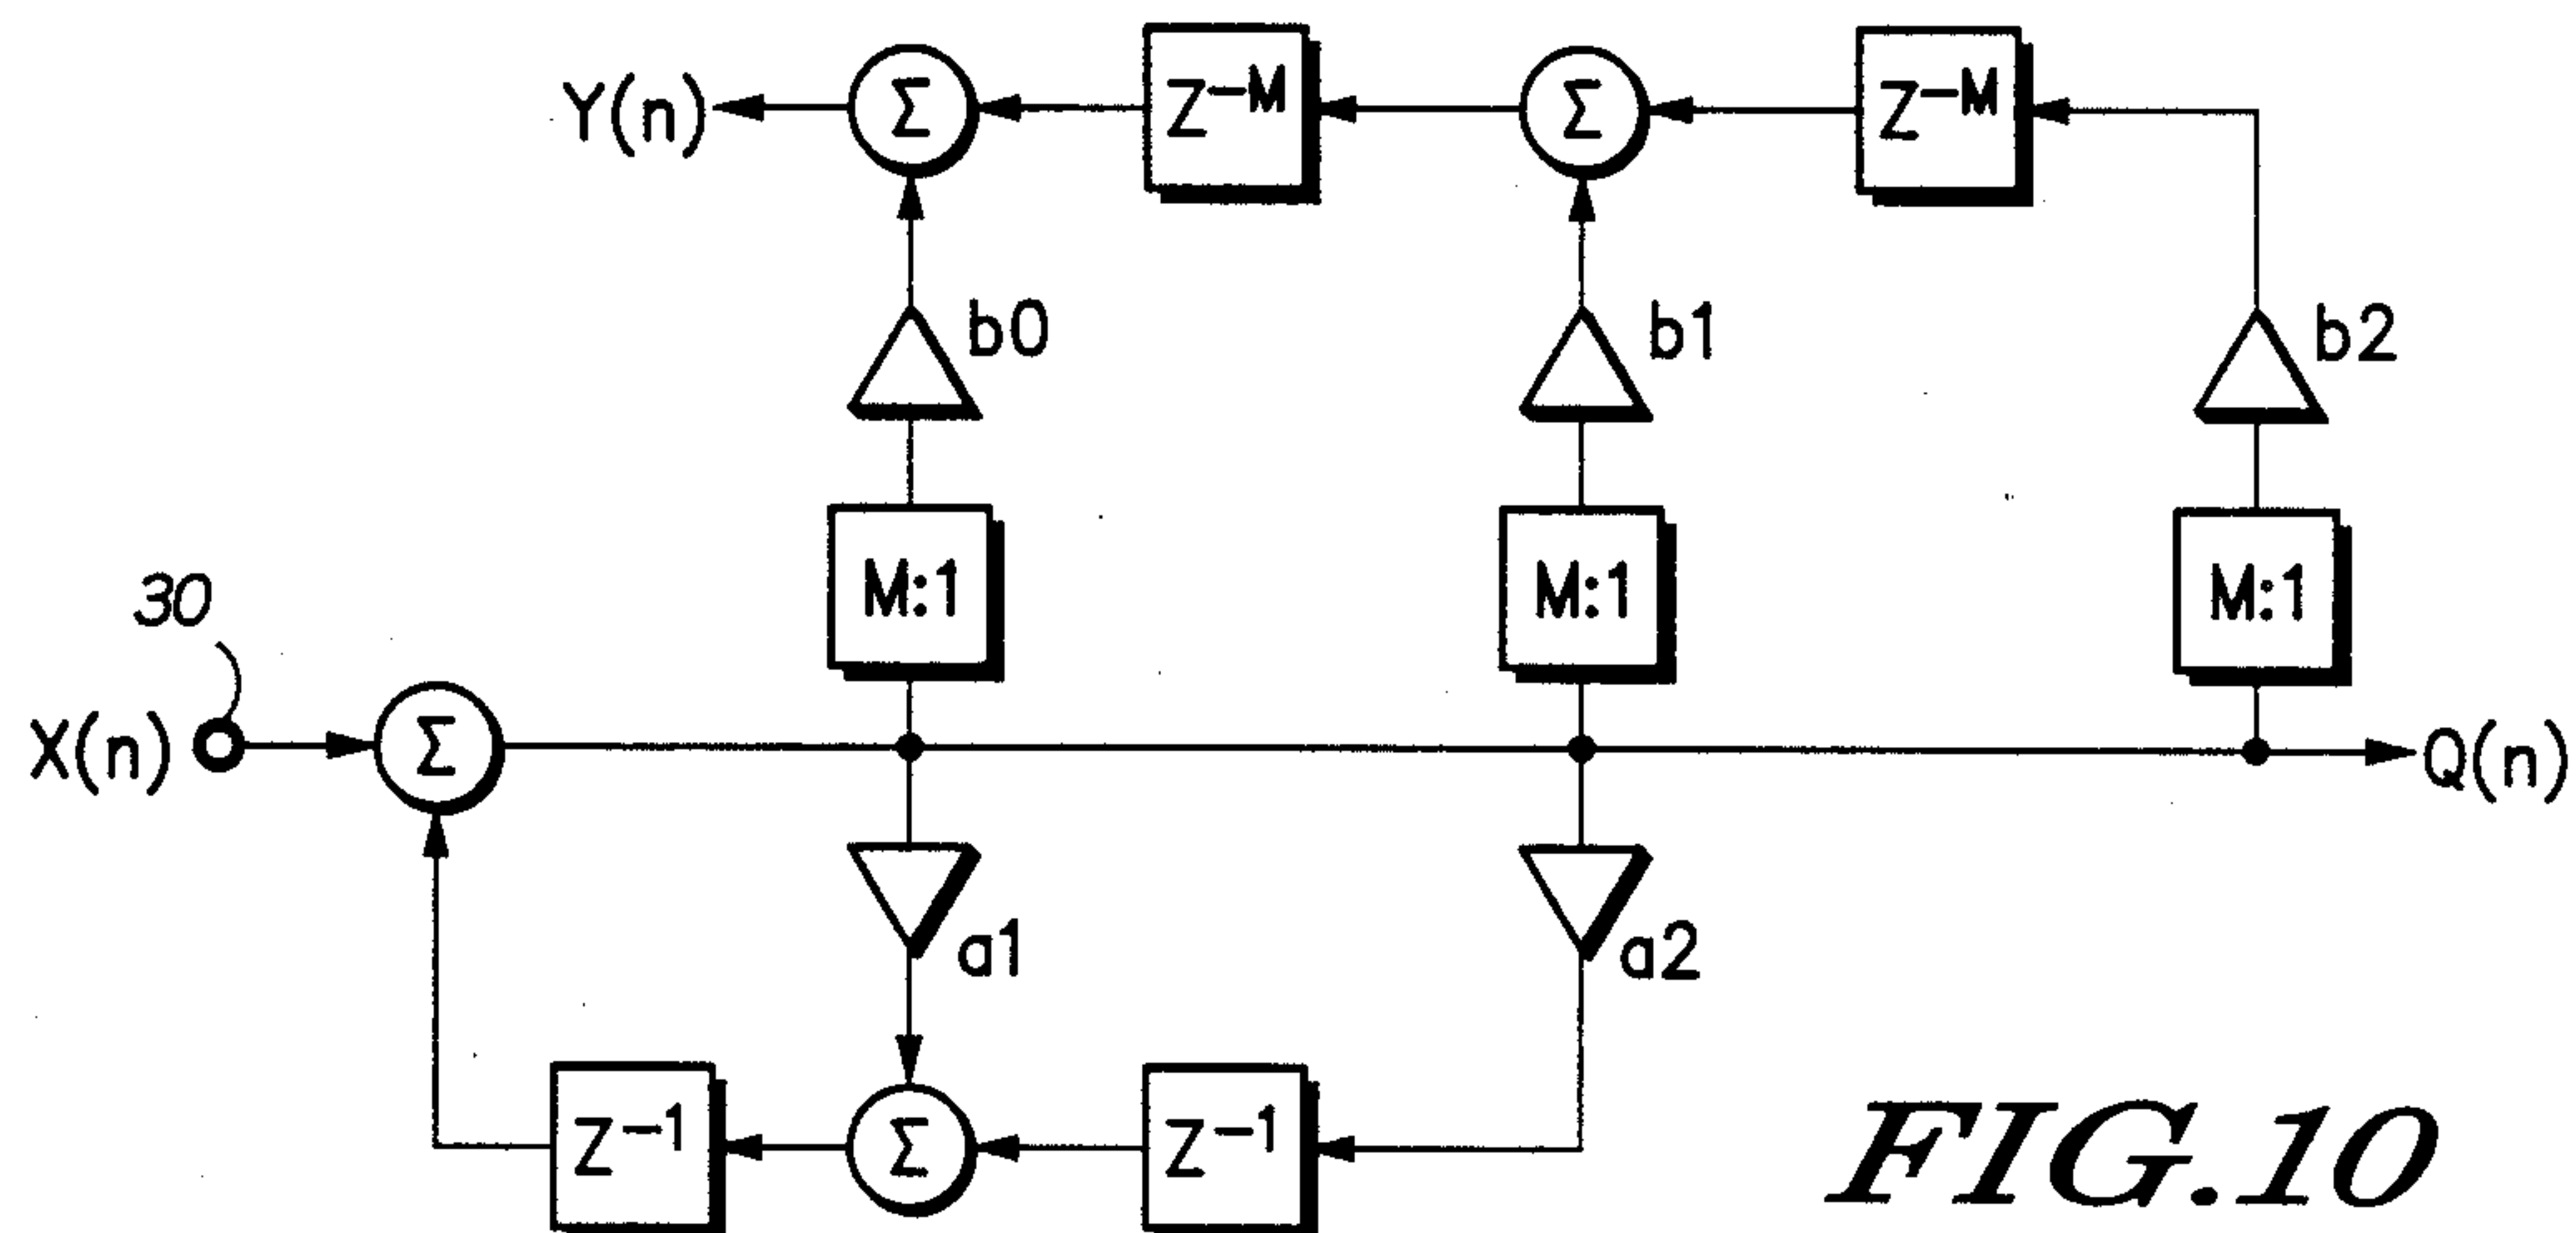 Y(n) Σ Z⁻ᴹ Σ Z⁻ᴹ
b0 b1 b2
M:1 M:1 M:1
30
X(n) Σ Q(n)
a1 a2
Z⁻¹ Σ Z⁻¹
FIG.10